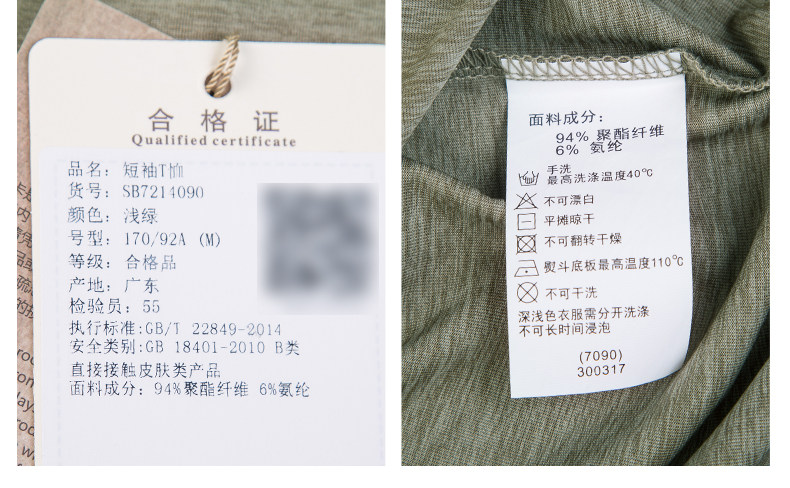 合格证
Qualified certificate
品名：短袖T恤
货号：SB7214090
颜色：浅绿
号型：170/92A (M)
等级：合格品
产地：广东
检验员：55
执行标准:GB/T 22849-2014
安全类别:GB 18401-2010 B类
直接接触皮肤类产品
面料成分：94%聚酯纤维 6%氨纶
面料成分：
94% 聚酯纤维
6% 氨纶
手洗
最高洗涤温度40℃
不可漂白
平摊晾干
不可翻转干燥
熨斗底板最高温度110℃
不可干洗
深浅色衣服需分开洗涤
不可长时间浸泡
(7090)
300317